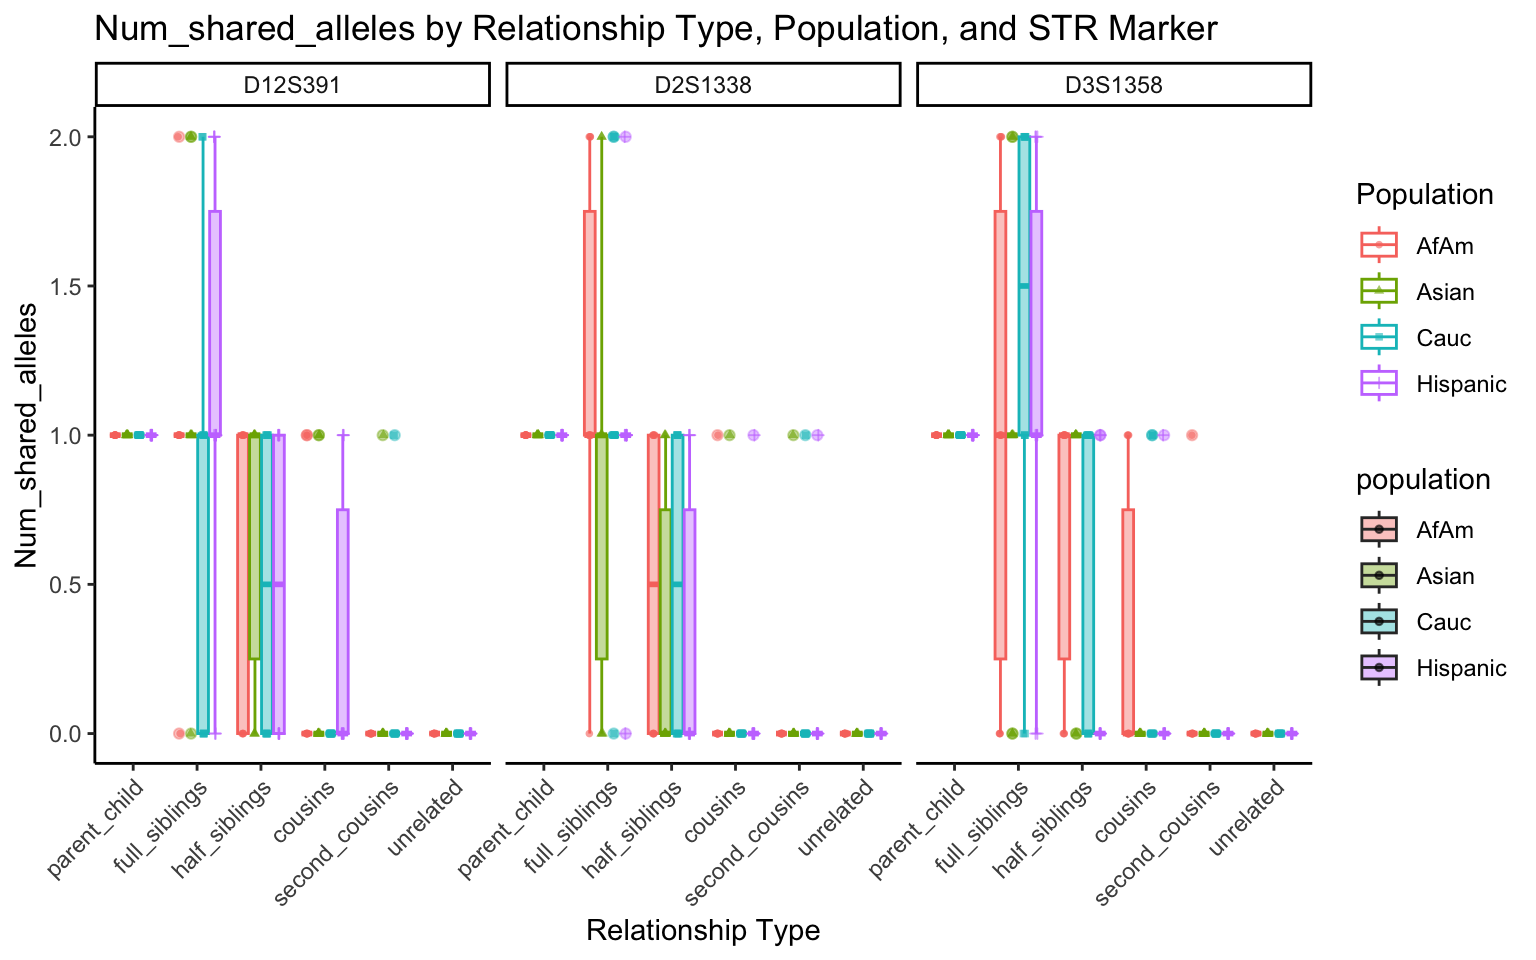 Num_shared_alleles by Relationship Type, Population, and STR Marker
D12S391
D2S1338
D3S1358
Num_shared_alleles
2.0
1.5
1.0
0.5
0.0
parent_child
full_siblings
half_siblings
cousins
second_cousins
unrelated
parent_child
full_siblings
half_siblings
cousins
second_cousins
unrelated
parent_child
full_siblings
half_siblings
cousins
second_cousins
unrelated
Relationship Type
Population
AfAm
Asian
Cauc
Hispanic
population
AfAm
Asian
Cauc
Hispanic